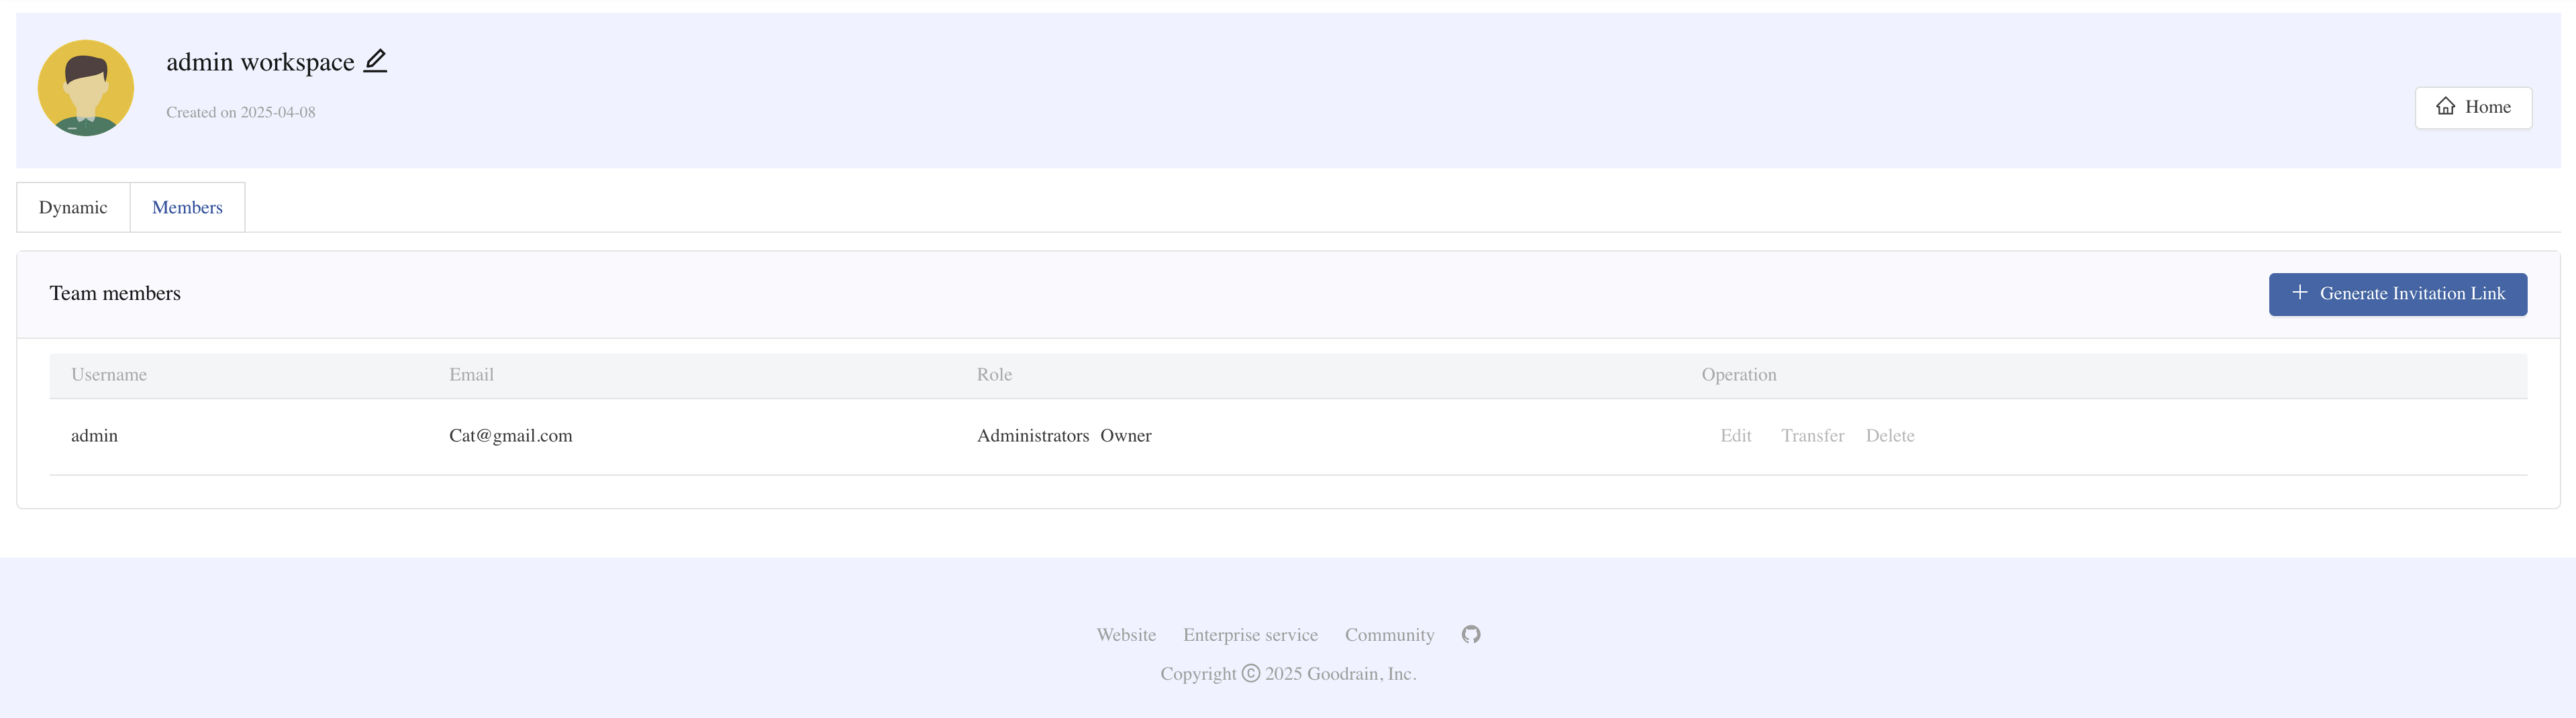 admin workspace
Created on 2025-04-08
Home
Dynamic Members
Team members
Generate Invitation Link
Username Email Role Operation
admin Cat@gmail.com Administrators Owner Edit Transfer Delete
Website Enterprise service Community
Copyright © 2025 Goodrain, Inc.